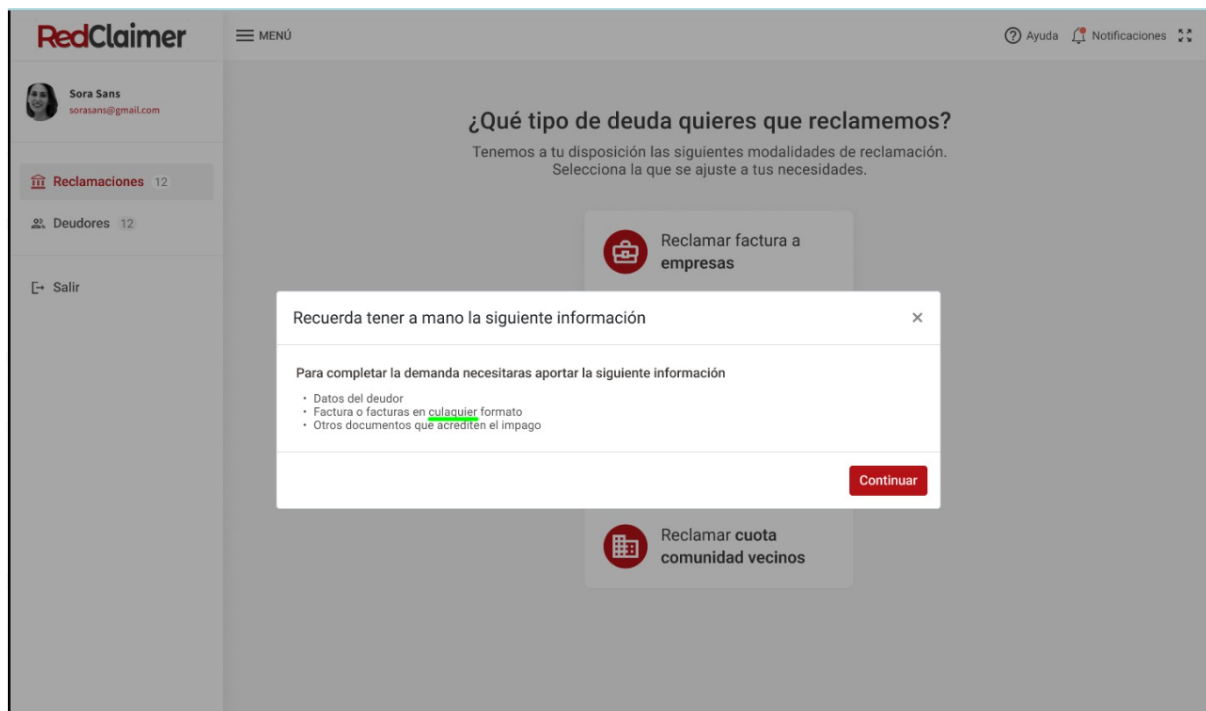 RedClaimer
MENÚ
Ayuda
Notificaciones
Sora Sans
sorasans@gmail.com
Reclamaciones 12
Deudores 12
Salir
¿Qué tipo de deuda quieres que reclamemos?
Tenemos a tu disposición las siguientes modalidades de reclamación.
Selecciona la que se ajuste a tus necesidades.
Reclamar factura a
empresas
Recuerda tener a mano la siguiente información
Para completar la demanda necesitaras aportar la siguiente información
• Datos del deudor
• Factura o facturas en culaquier formato
• Otros documentos que acrediten el impago
Continuar
Reclamar cuota
comunidad vecinos